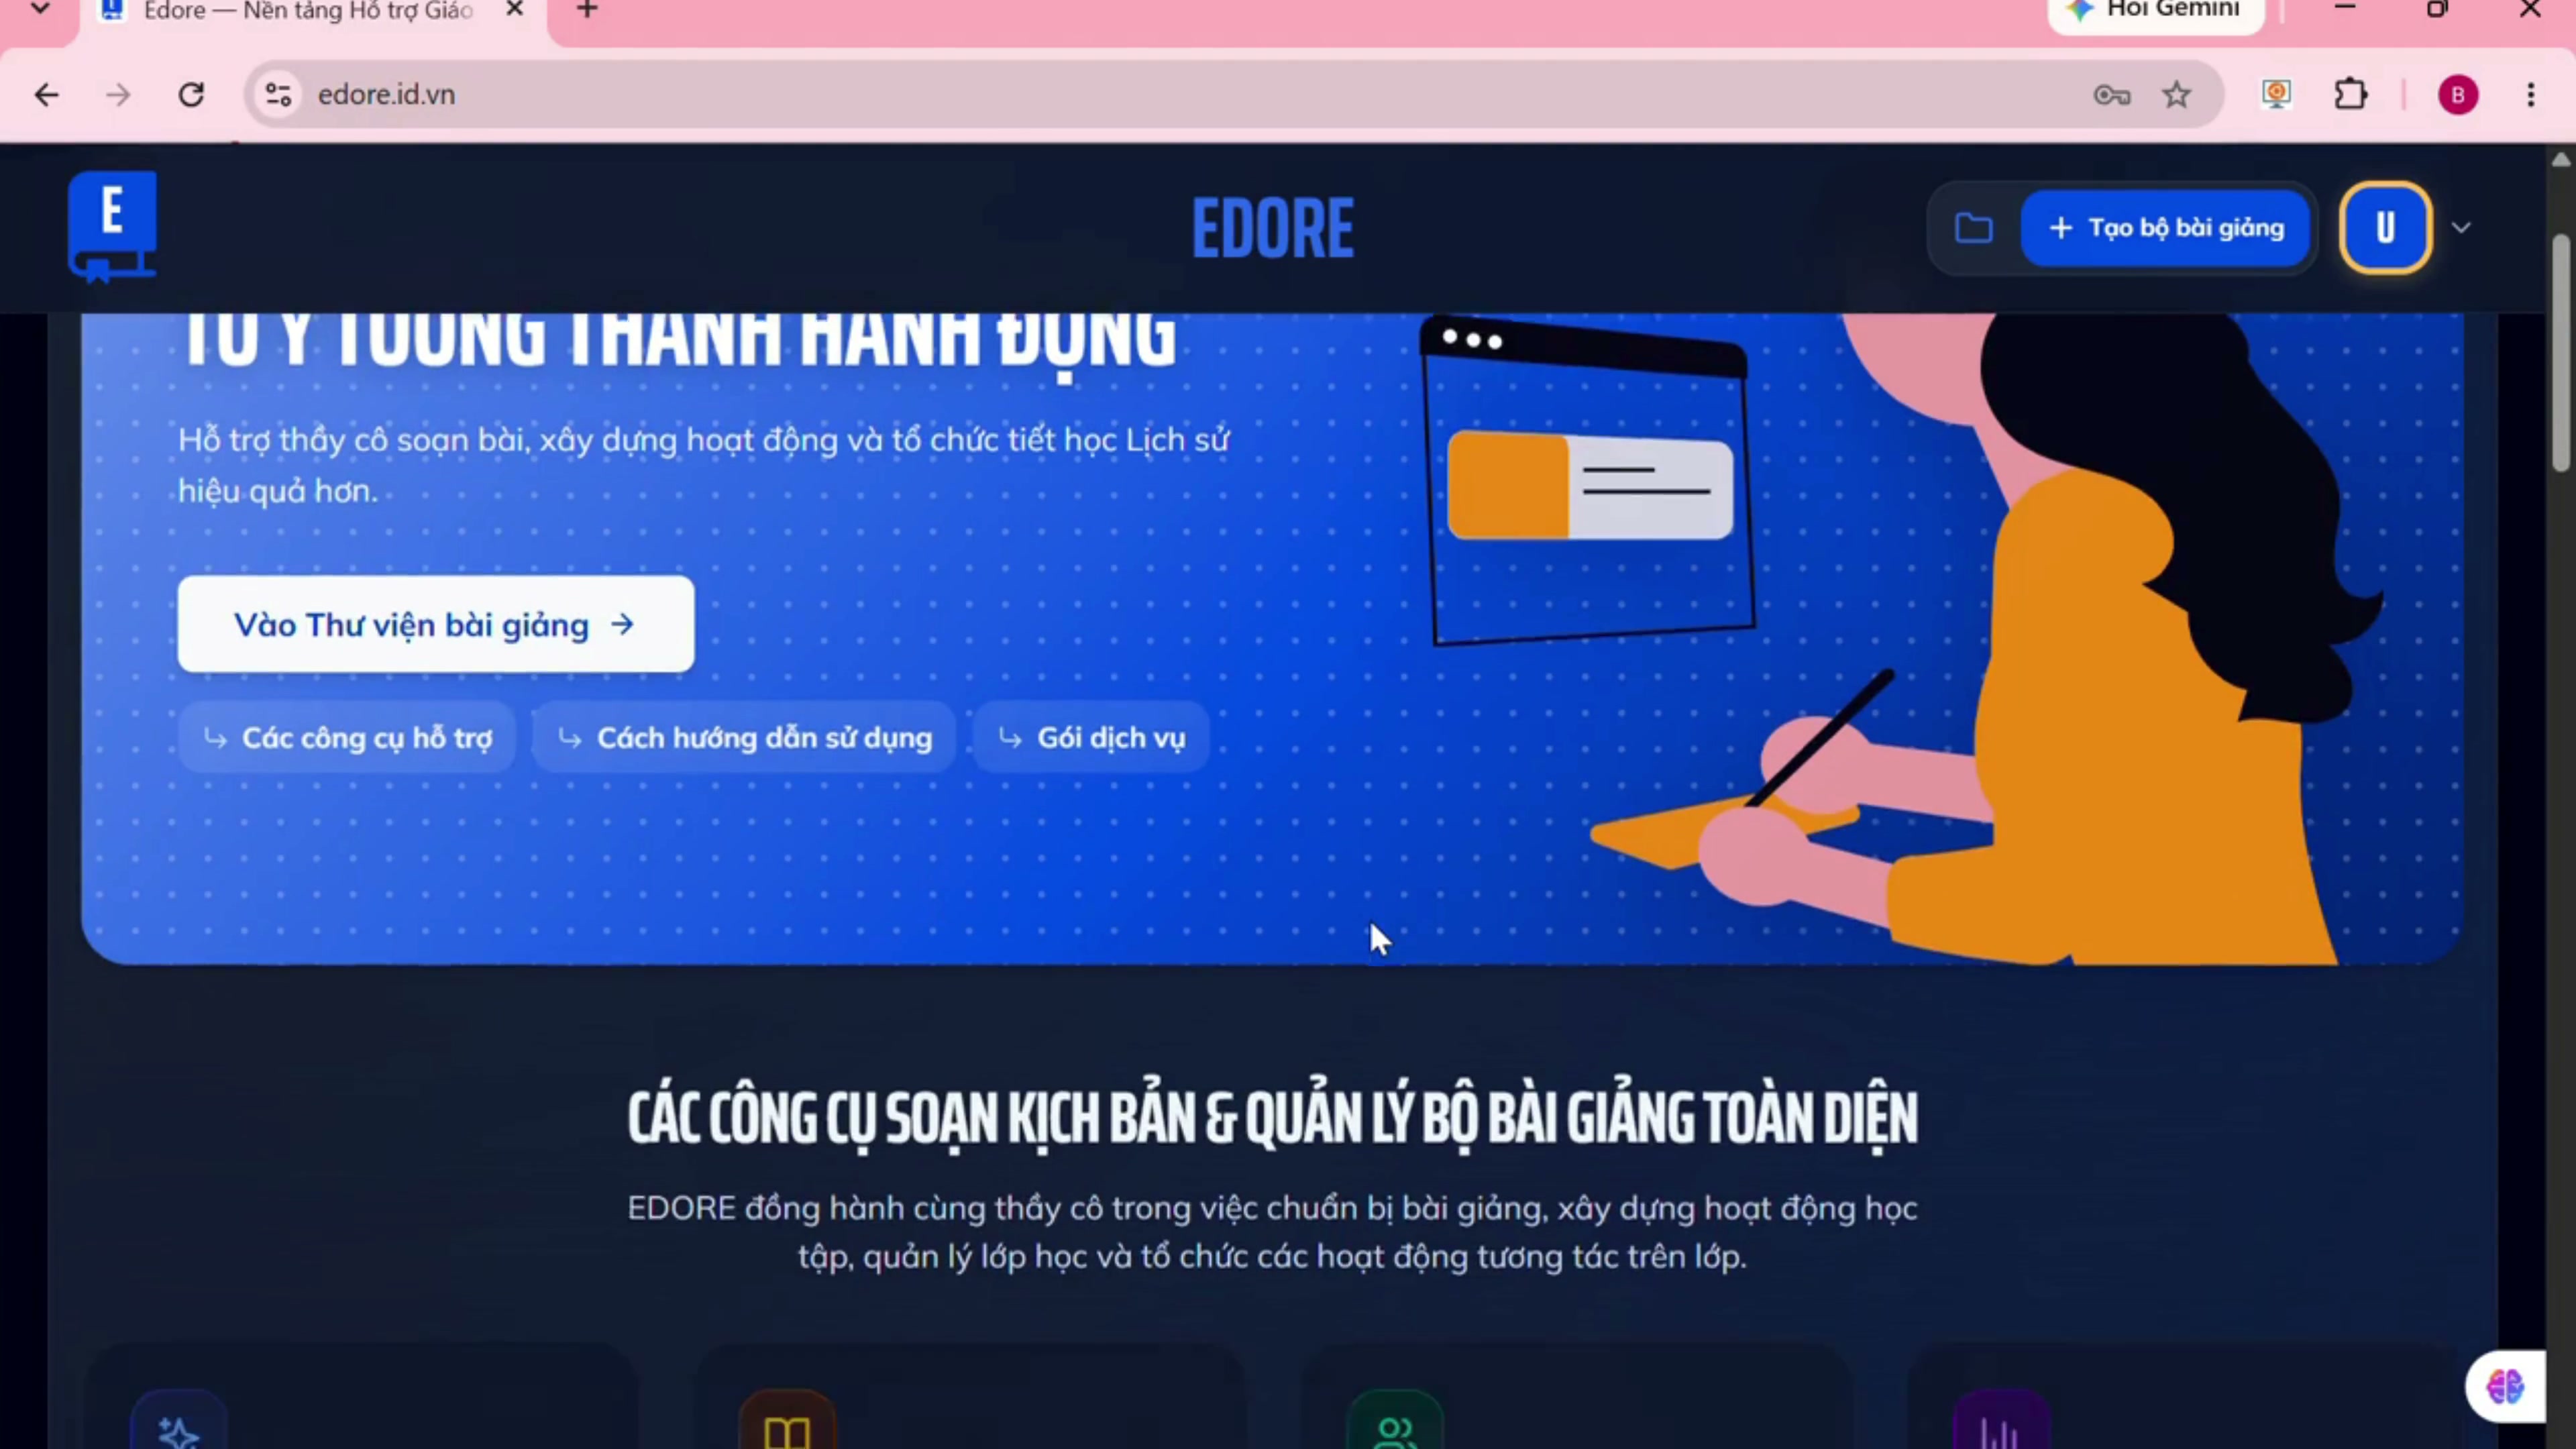 Edore — Nền tảng Hỗ trợ Giáo
Hỏi Gemini
edore.id.vn
B
E
EDORE
Tạo bộ bài giảng
U
TỪ Ý TƯỞNG THÀNH HÀNH ĐỘNG
Hỗ trợ thầy cô soạn bài, xây dựng hoạt động và tổ chức tiết học Lịch sử
hiệu quả hơn.
Vào Thư viện bài giảng →
Các công cụ hỗ trợ
Cách hướng dẫn sử dụng
Gói dịch vụ
CÁC CÔNG CỤ SOẠN KỊCH BẢN & QUẢN LÝ BỘ BÀI GIẢNG TOÀN DIỆN
EDORE đồng hành cùng thầy cô trong việc chuẩn bị bài giảng, xây dựng hoạt động học
tập, quản lý lớp học và tổ chức các hoạt động tương tác trên lớp.